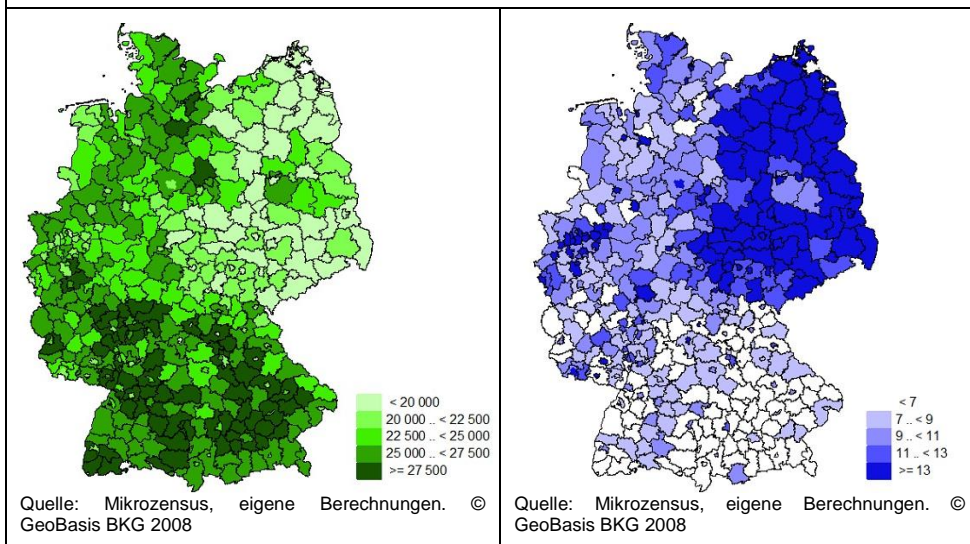 < 20 000
20 000 .. < 22 500
22 500 .. < 25 000
25 000 .. < 27 500
>= 27 500
Quelle: Mikrozensus, eigene Berechnungen. ©
GeoBasis BKG 2008
< 7
7 .. < 9
9 .. < 11
11 .. < 13
>= 13
Quelle: Mikrozensus, eigene Berechnungen. ©
GeoBasis BKG 2008